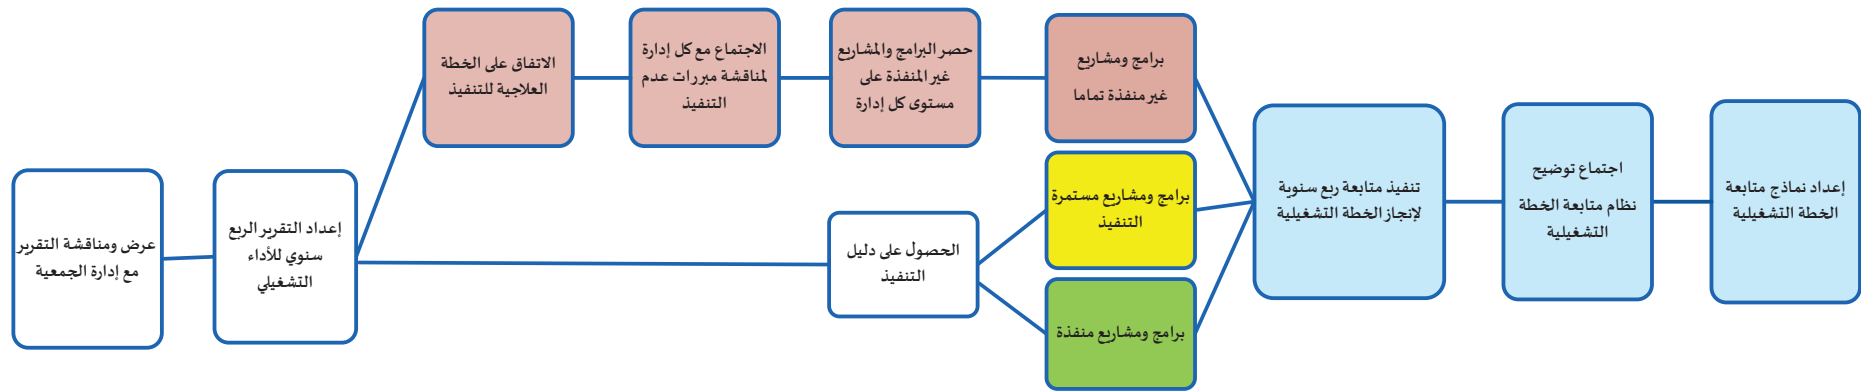 إعداد نماذج متابعة
الخطة التشغيلية
اجتماع توضيح
نظام متابعة الخطة
التشغيلية
تنفيذ متابعة ربع سنوية
لإنجاز الخطة التشغيلية
برامج ومشاريع
غير منفذة تماما
حصر البرامج والمشاريع
غير المنفذة على
مستوى كل إدارة
الاجتماع مع كل إدارة
لمناقشة مبررات عدم
التنفيذ
الاتفاق على الخطة
العلاجية للتنفيذ
برامج ومشاريع مستمرة
التنفيذ
برامج ومشاريع منفذة
الحصول على دليل
التنفيذ
إعداد التقرير الربع
سنوي للأداء
التشغيلي
عرض ومناقشة التقرير
مع إدارة الجمعية